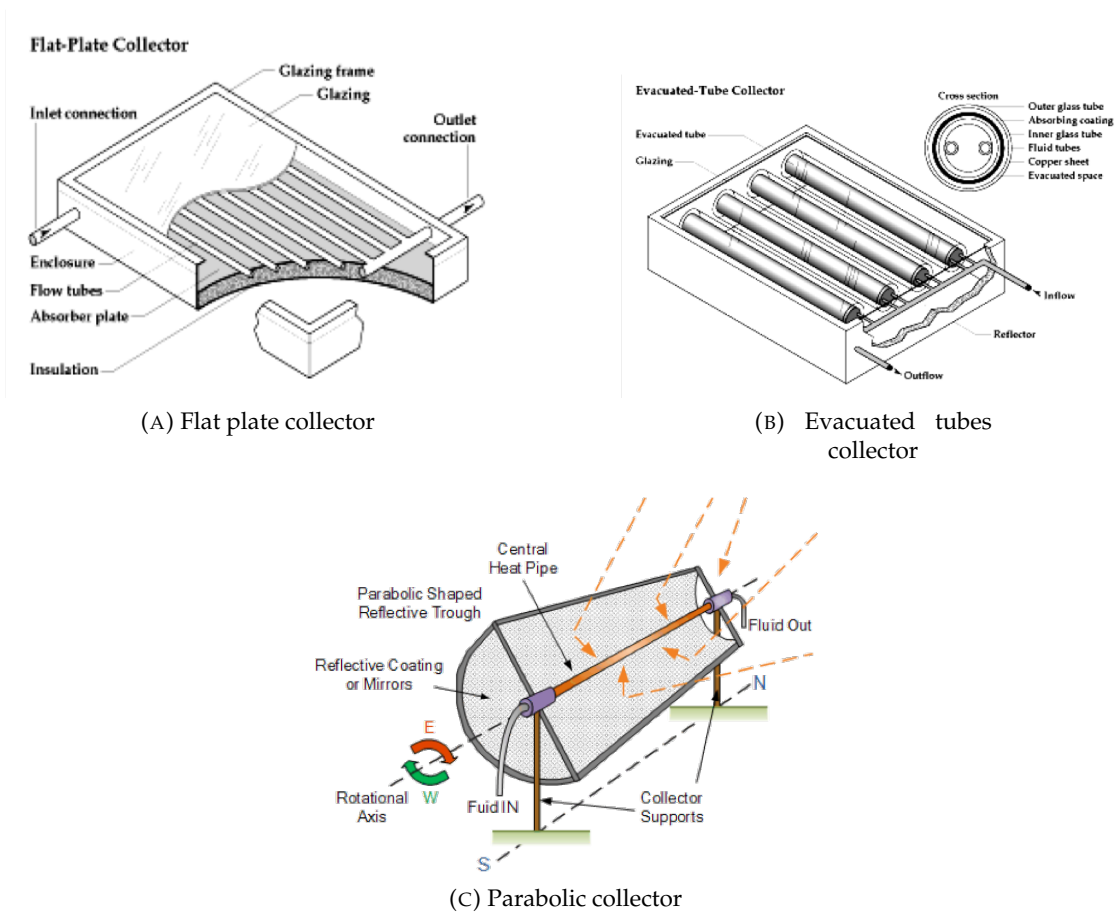 Flat-Plate Collector
Glazing frame
Glazing
Inlet connection
Outlet
connection
Enclosure
Flow tubes
Absorber plate
Insulation
(A) Flat plate collector
Evacuated-Tube Collector
Cross section
Outer glass tube
Absorbing coating
Inner glass tube
Fluid tubes
Copper sheet
Evacuated space
Evacuated tube
Glazing
Inflow
Reflector
Outflow
(B) Evacuated tubes
collector
Central
Heat Pipe
Parabolic Shaped
Reflective Trough
Fluid Out
Reflective Coating
or Mirrors
N
E
W
Rotational
Axis
Fuid IN
Collector
Supports
S
(C) Parabolic collector